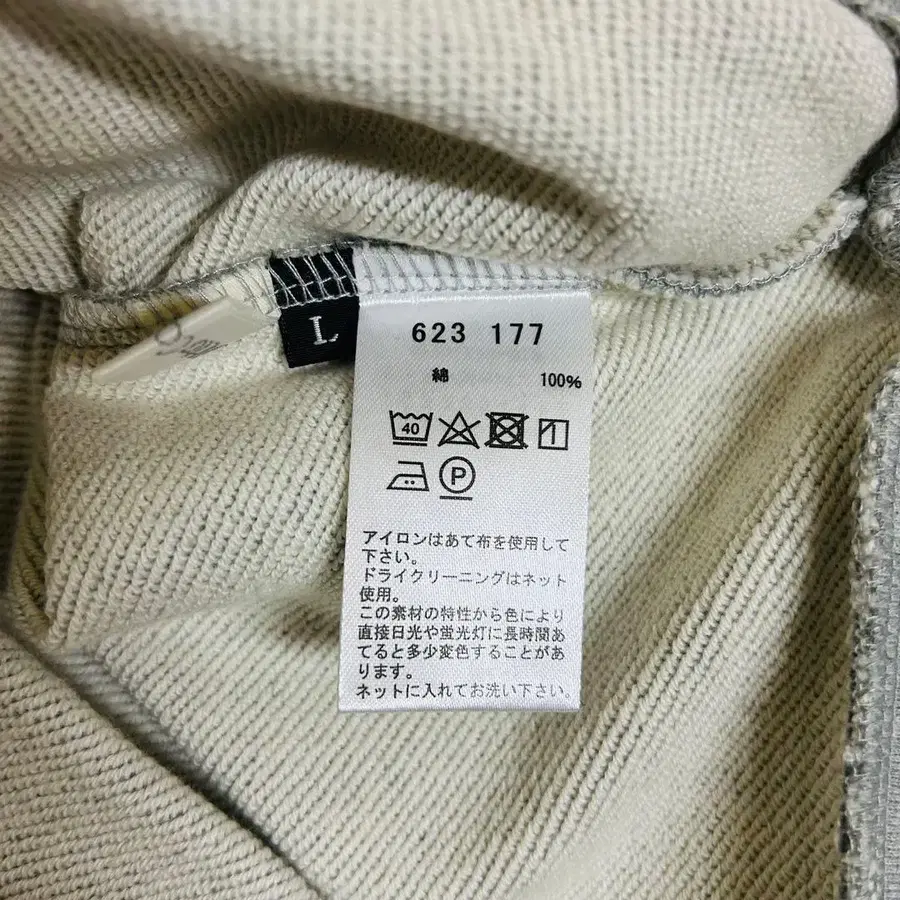 L
623 177
綿 100%
40
P
アイロンはあて布を使用して
下さい。
ドライクリーニングはネット
使用。
この素材の特性から色により
直接日光や蛍光灯に長時間あ
てると多少変色することがあ
ります。
ネットに入れてお洗い下さい。